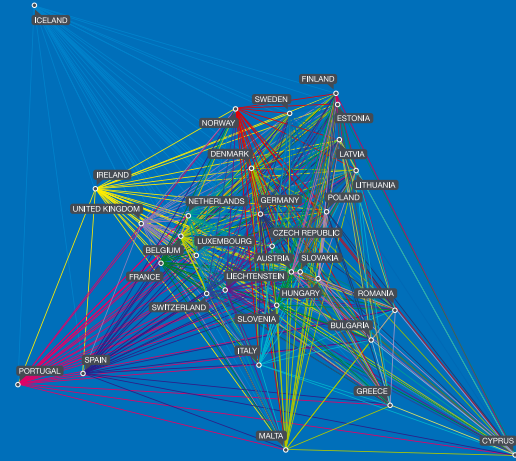 ICELAND
FINLAND
SWEDEN
ESTONIA
NORWAY
DENMARK
LATVIA
IRELAND
LITHUANIA
NETHERLANDS
GERMANY
POLAND
UNITED KINGDOM
CZECH REPUBLIC
LUXEMBOURG
BELGIUM
AUSTRIA
SLOVAKIA
FRANCE
LIECHTENSTEIN
HUNGARY
ROMANIA
SWITZERLAND
SLOVENIA
BULGARIA
ITALY
SPAIN
PORTUGAL
GREECE
MALTA
CYPRUS